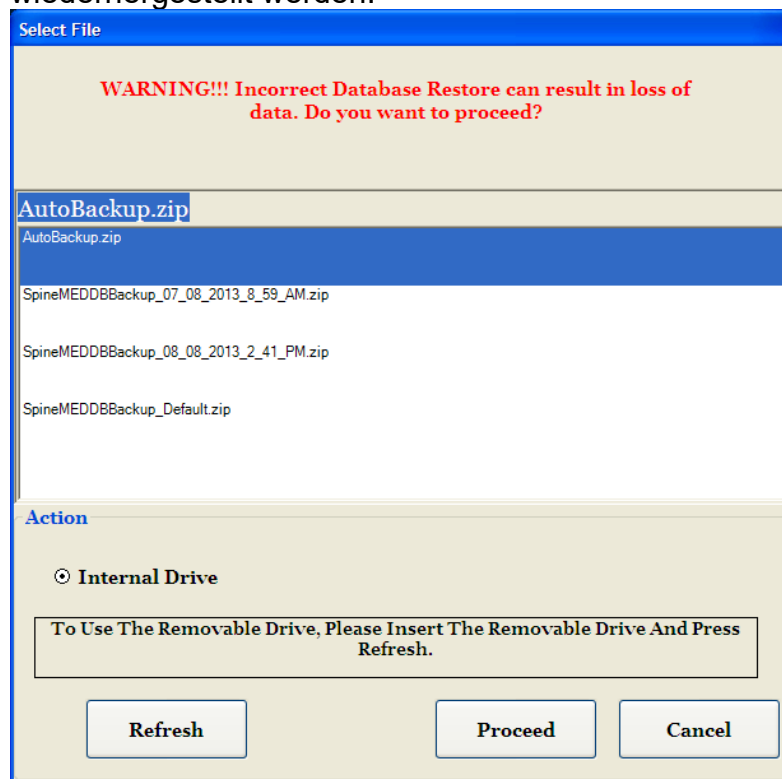 wiederhergestellt werden.
Select File
WARNING!!! Incorrect Database Restore can result in loss of
data. Do you want to proceed?
AutoBackup.zip
AutoBackup.zip
SpineMEDDBBackup_07_08_2013_8_59_AM.zip
SpineMEDDBBackup_08_08_2013_2_41_PM.zip
SpineMEDDBBackup_Default.zip
Action
Internal Drive
To Use The Removable Drive, Please Insert The Removable Drive And Press
Refresh.
Refresh
Proceed
Cancel